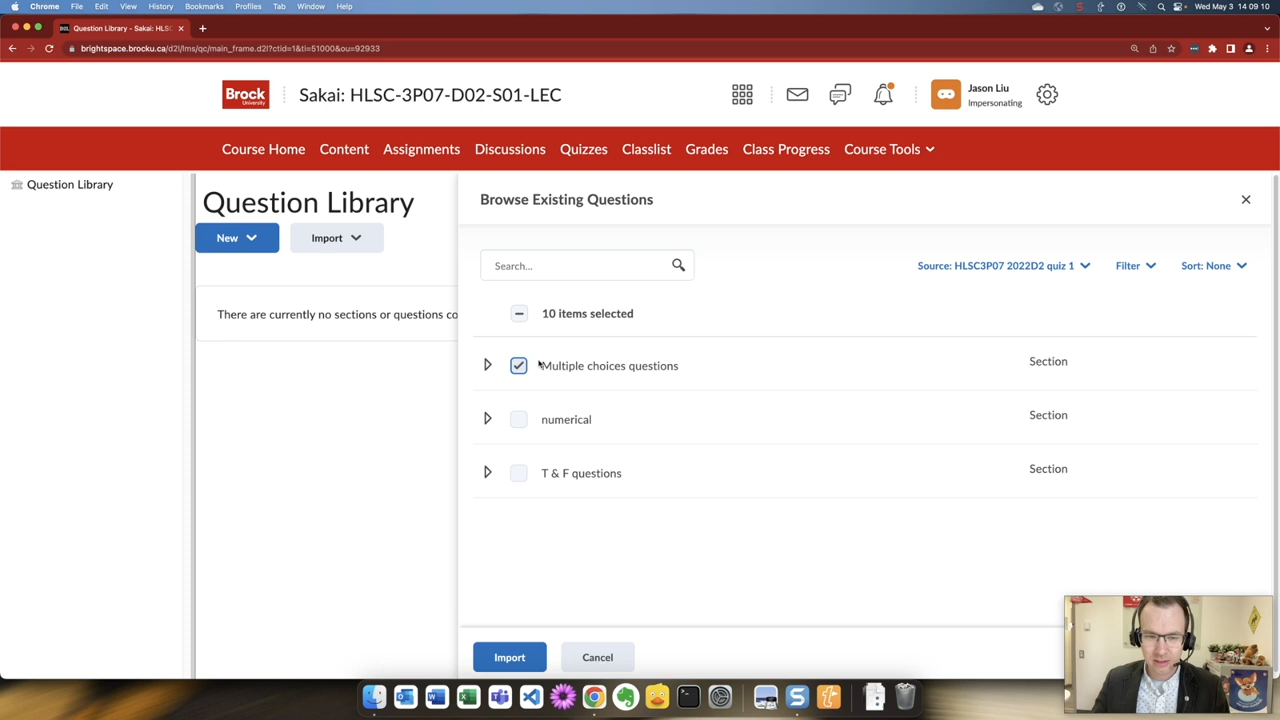 Chrome File Edit View History Bookmarks Profiles Tab Window Help
Wed May 3 14 09 10
Question Library - Sakai: HLSC
brightspace.brocku.ca/d2l/lms/qc/main_frame.d2l?ctid=1&ti=51000&ou=92933
Brock
University
Sakai: HLSC-3P07-D02-S01-LEC
Jason Liu
Impersonating
Course Home Content Assignments Discussions Quizzes Classlist Grades Class Progress Course Tools
Question Library
Question Library
New
Import
There are currently no sections or questions co
Browse Existing Questions
Search...
Source: HLSC3P07 2022D2 quiz 1
Filter
Sort: None
10 items selected
Multiple choices questions
Section
numerical
Section
T & F questions
Section
Import
Cancel